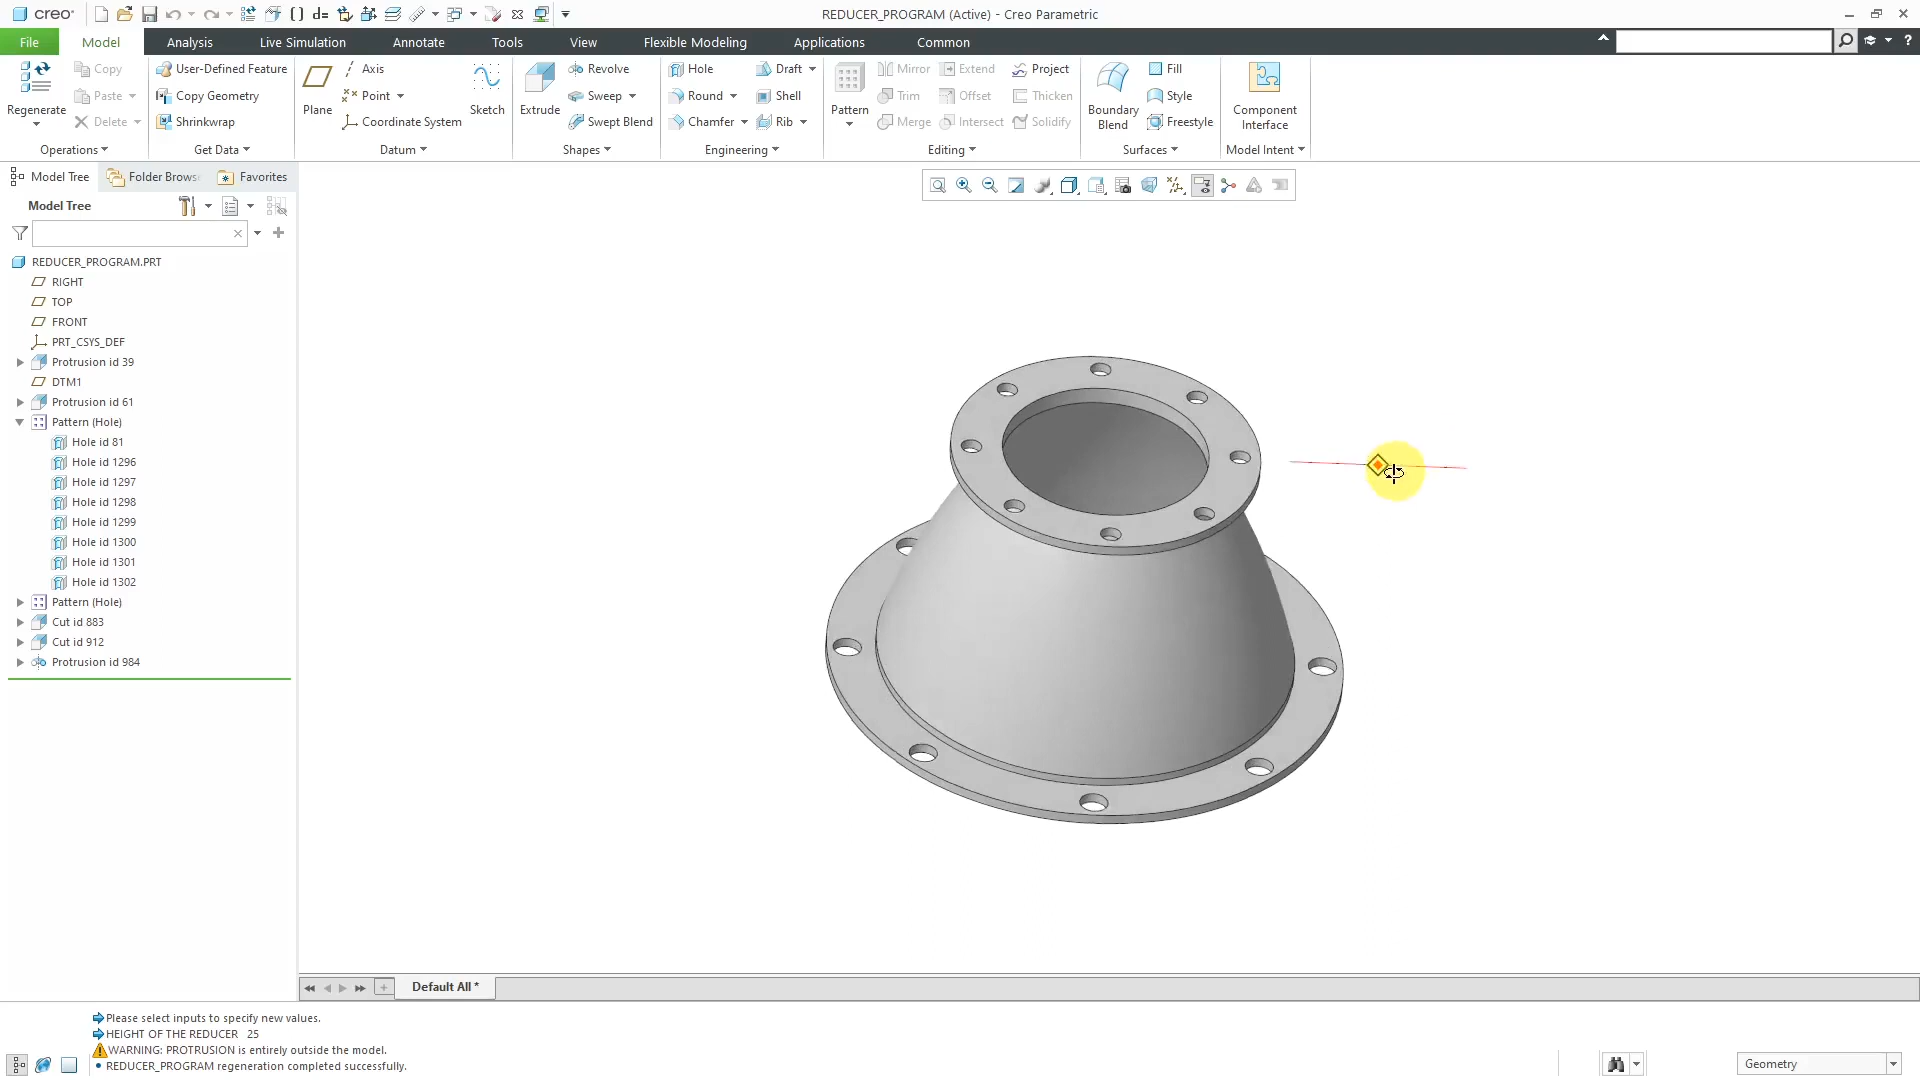 creo
REDUCER_PROGRAM (Active) - Creo Parametric
File
Model
Analysis
Live Simulation
Annotate
Tools
View
Flexible Modeling
Applications
Common
Regenerate
Copy
Paste
Delete
Operations
User-Defined Feature
Copy Geometry
Shrinkwrap
Get Data
Plane
Axis
Point
Coordinate System
Sketch
Datum
Extrude
Revolve
Sweep
Swept Blend
Shapes
Hole
Round
Chamfer
Draft
Shell
Rib
Engineering
Pattern
Mirror
Trim
Merge
Extend
Offset
Intersect
Project
Thicken
Solidify
Editing
Boundary
Blend
Fill
Style
Freestyle
Surfaces
Component
Interface
Model Intent
Model Tree
Folder Brows
Favorites
Model Tree
REDUCER_PROGRAM.PRT
RIGHT
TOP
FRONT
PRT_CSYS_DEF
Protrusion id 39
DTM1
Protrusion id 61
Pattern (Hole)
Hole id 81
Hole id 1296
Hole id 1297
Hole id 1298
Hole id 1299
Hole id 1300
Hole id 1301
Hole id 1302
Pattern (Hole)
Cut id 883
Cut id 912
Protrusion id 984
Default All *
Please select inputs to specify new values.
HEIGHT OF THE REDUCER 25
WARNING: PROTRUSION is entirely outside the model.
REDUCER_PROGRAM regeneration completed successfully.
Geometry